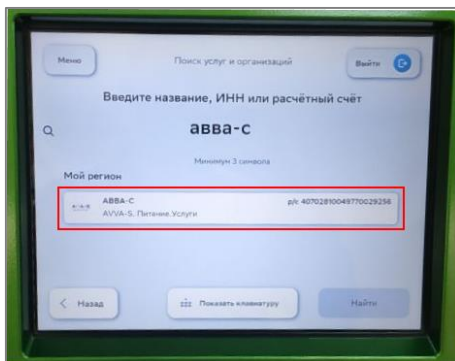 Меню
Поиск услуг и организаций
Выйти
Введите название, ИНН или расчётный счёт
авва-с
Минимум 3 символа
Мой регион
АВВА-С
р/с 40702810049770029256
AVVA-S. Питание.Услуги
Назад
Показать клавиатуру
Найти